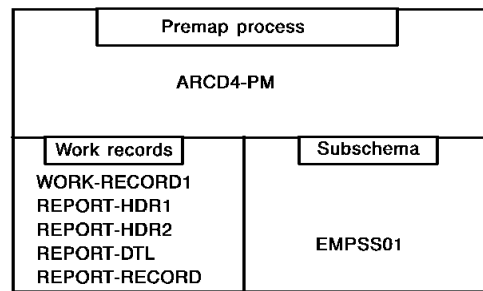 Premap process
ARCD4-PM
Work records
WORK-RECORD1
REPORT-HDR1
REPORT-HDR2
REPORT-DTL
REPORT-RECORD
Subschema
EMPSS01